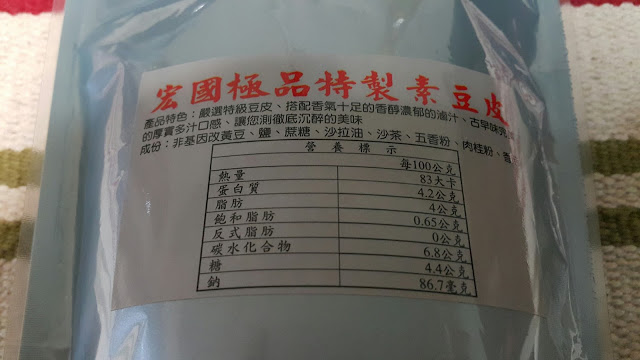 宏國極品特製素豆皮
產品特色：嚴選特級豆皮、搭配香氣十足的香醇濃郁的滷汁、古早味
的厚實多汁口感、讓您測徹底沉醉的美味
成份：非基因改黃豆、鹽、蔗糖、沙拉油、沙茶、五香粉、肉桂粉、香
營養標示
每100公克
熱量 83大卡
蛋白質 4.2公克
脂肪 4公克
飽和脂肪 0.65公克
反式脂肪 0公克
碳水化合物 6.8公克
糖 4.4公克
鈉 86.7毫克